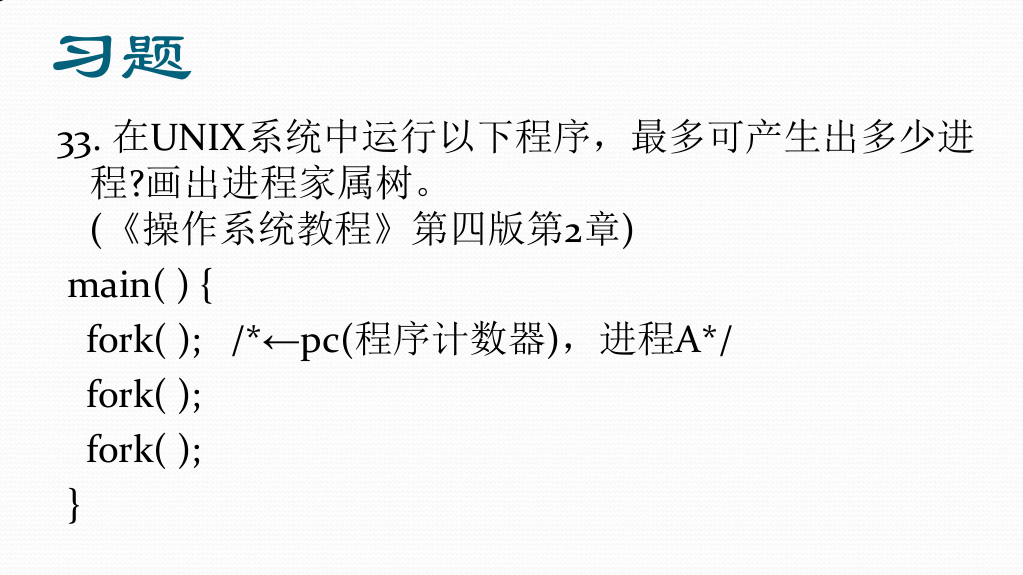 习题
33. 在UNIX系统中运行以下程序，最多可产生出多少进
程?画出进程家属树。
(《操作系统教程》第四版第2章)
main( ) {
fork( ); /*←pc(程序计数器)，进程A*/
fork( );
fork( );
}